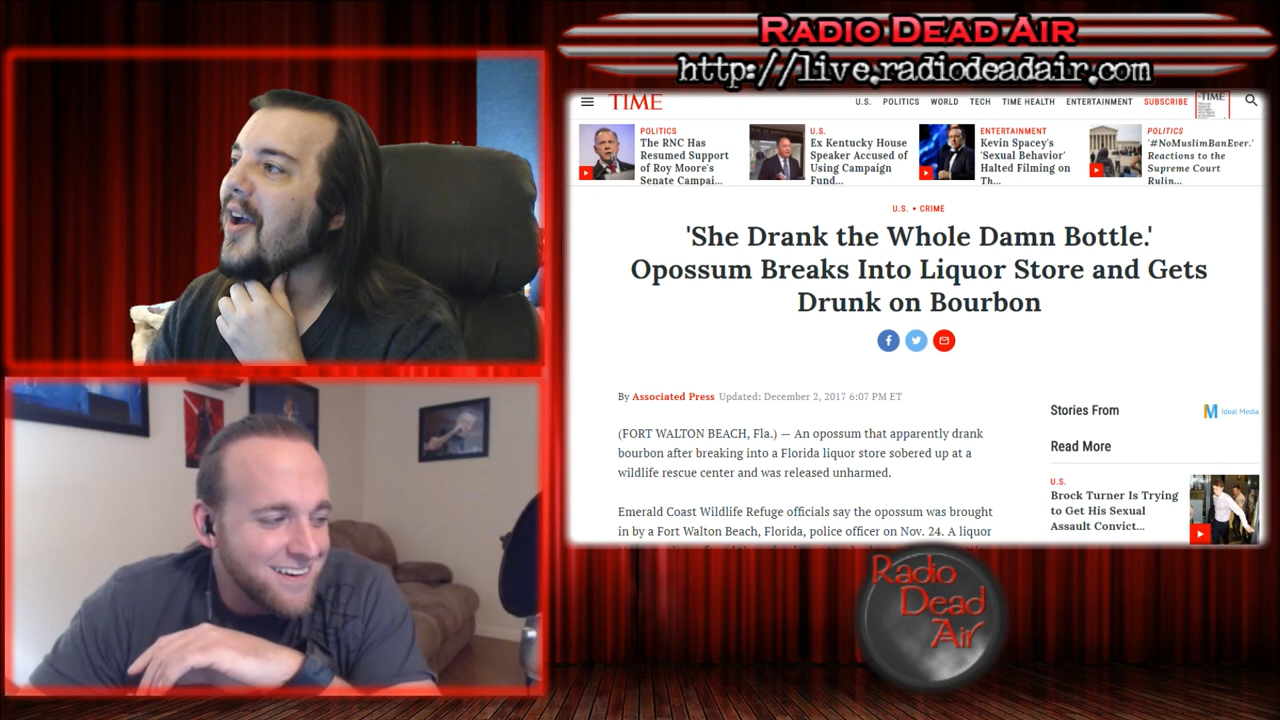 RADIO DEAD AIR
http://live.radiodeadair.com
TIME
U.S. POLITICS WORLD TECH TIME HEALTH ENTERTAINMENT SUBSCRIBE
TIME
POLITICS
The RNC Has
Resumed Support
of Roy Moore's
Senate Campai...
U.S.
Ex Kentucky House
Speaker Accused of
Using Campaign
Fund...
ENTERTAINMENT
Kevin Spacey's
'Sexual Behavior'
Halted Filming on
Th...
POLITICS
'#NoMuslimBanEver.'
Reactions to the
Supreme Court
Rulin...
U.S. • CRIME
'She Drank the Whole Damn Bottle.'
Opossum Breaks Into Liquor Store and Gets
Drunk on Bourbon
By Associated Press Updated: December 2, 2017 6:07 PM ET
(FORT WALTON BEACH, Fla.) — An opossum that apparently drank
bourbon after breaking into a Florida liquor store sobered up at a
wildlife rescue center and was released unharmed.
Emerald Coast Wildlife Refuge officials say the opossum was brought
in by a Fort Walton Beach, Florida, police officer on Nov. 24. A liquor
Stories From
Ideal Media
Read More
U.S.
Brock Turner Is Trying
to Get His Sexual
Assault Convict...
Radio
Dead
Air